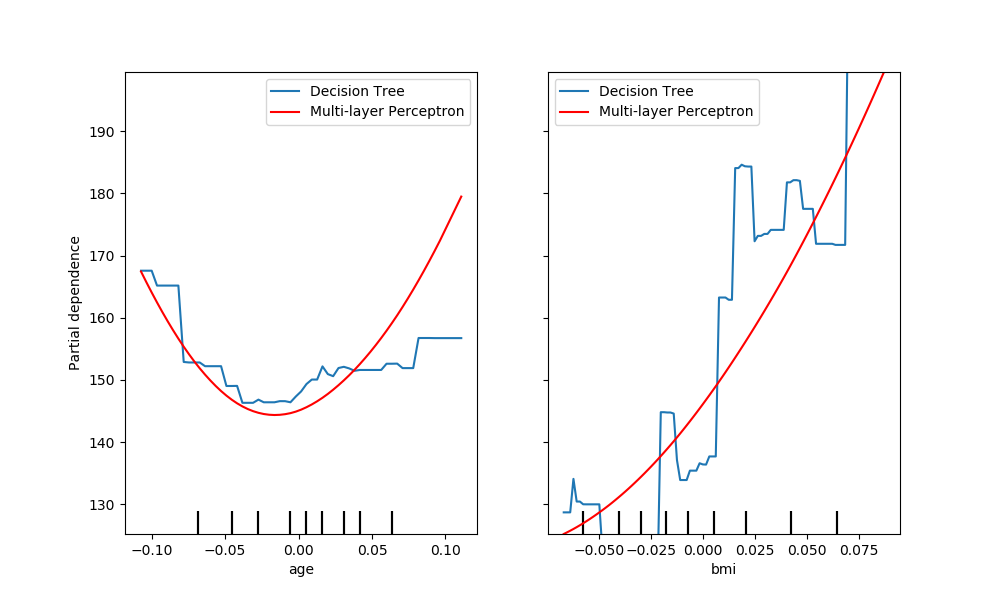 Decision Tree
Multi-layer Perceptron
Decision Tree
Multi-layer Perceptron
190
180
170
160
150
140
130
Partial dependence
−0.10 −0.05 0.00 0.05 0.10
age
−0.050 −0.025 0.000 0.025 0.050 0.075
bmi